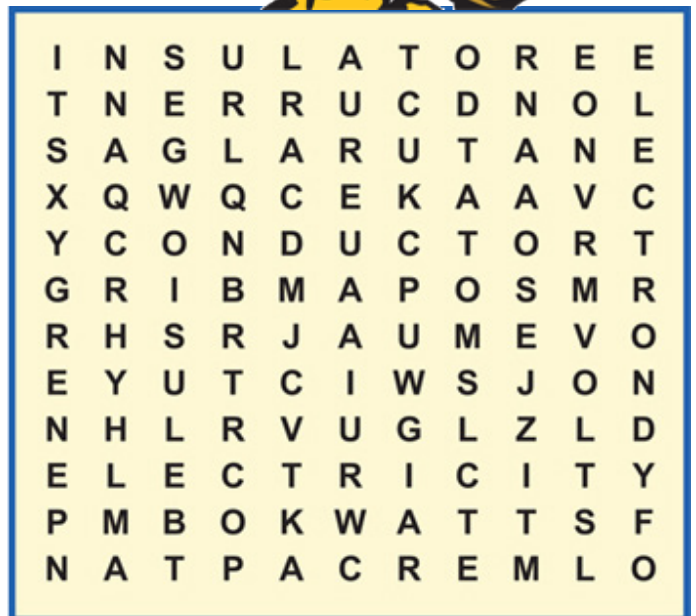 I N S U L A T O R E E
T N E R R U C D N O L
S A G L A R U T A N E
X Q W Q C E K A A V C
Y C O N D U C T O R T
G R I B M A P O S M R
R H S R J A U M E V O
E Y U T C I W S J O N
N H L R V U G L Z L D
E L E C T R I C I T Y
P M B O K W A T T S F
N A T P A C R E M L O